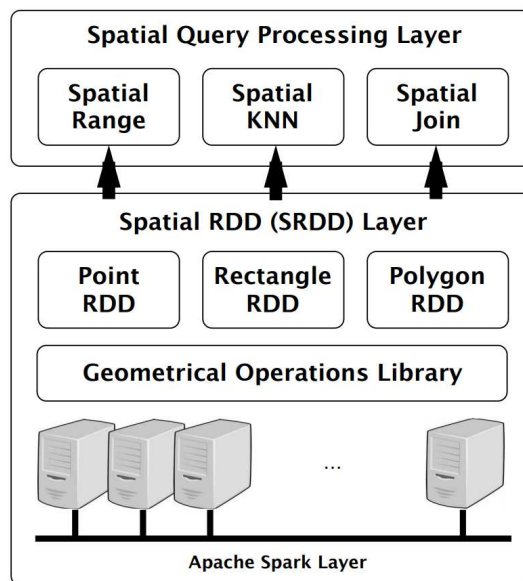 Spatial Query Processing Layer
Spatial
Range
Spatial
KNN
Spatial
Join
Spatial RDD (SRDD) Layer
Point
RDD
Rectangle
RDD
Polygon
RDD
Geometrical Operations Library
...
Apache Spark Layer